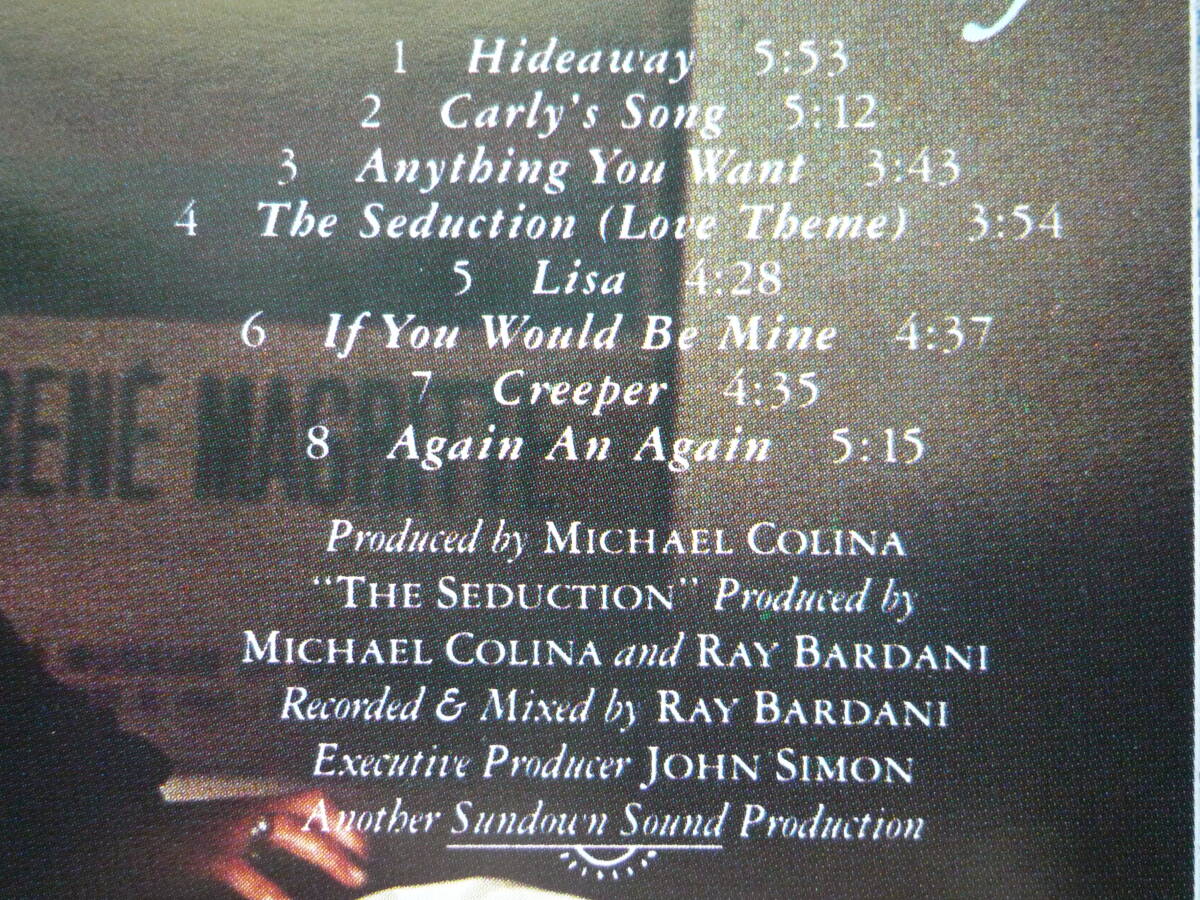 1 Hideaway 5:53
2 Carly's Song 5:12
3 Anything You Want 3:43
4 The Seduction (Love Theme) 3:54
5 Lisa 4:28
6 If You Would Be Mine 4:37
7 Creeper 4:35
8 Again An Again 5:15
RENÉ MAGRITTE
Produced by MICHAEL COLINA
“THE SEDUCTION” Produced by
MICHAEL COLINA and RAY BARDANI
Recorded & Mixed by RAY BARDANI
Executive Producer JOHN SIMON
Another Sundown Sound Production